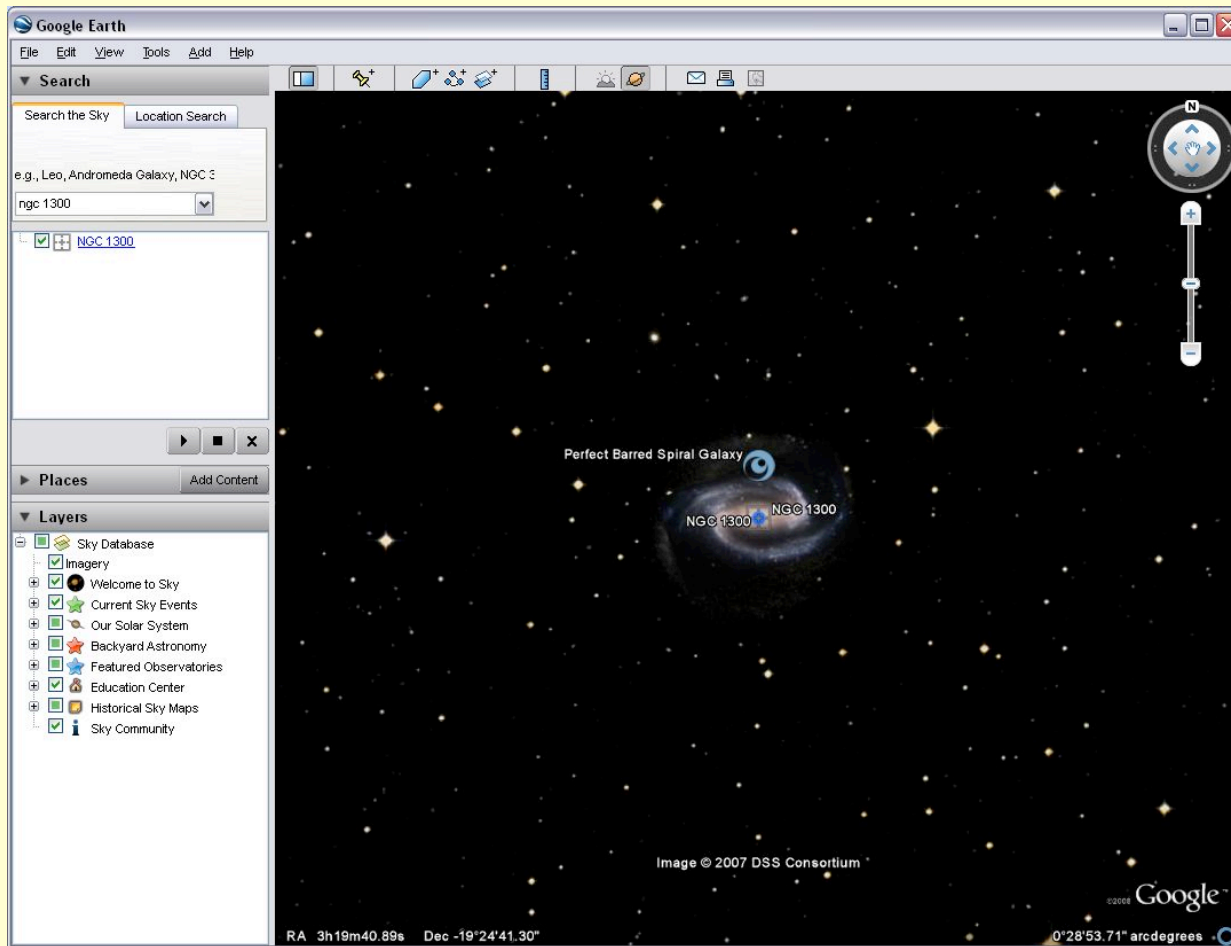 Google Earth
File Edit View Tools Add Help
Search
Search the Sky Location Search
e.g., Leo, Andromeda Galaxy, NGC 3
ngc 1300
NGC 1300
Places Add Content
Layers
Sky Database
Imagery
Welcome to Sky
Current Sky Events
Our Solar System
Backyard Astronomy
Featured Observatories
Education Center
Historical Sky Maps
Sky Community
N
Perfect Barred Spiral Galaxy
NGC 1300 NGC 1300
Image © 2007 DSS Consortium
©2008 Google
RA 3h19m40.89s Dec -19°24'41.30" 0°28'53.71" arcdegrees